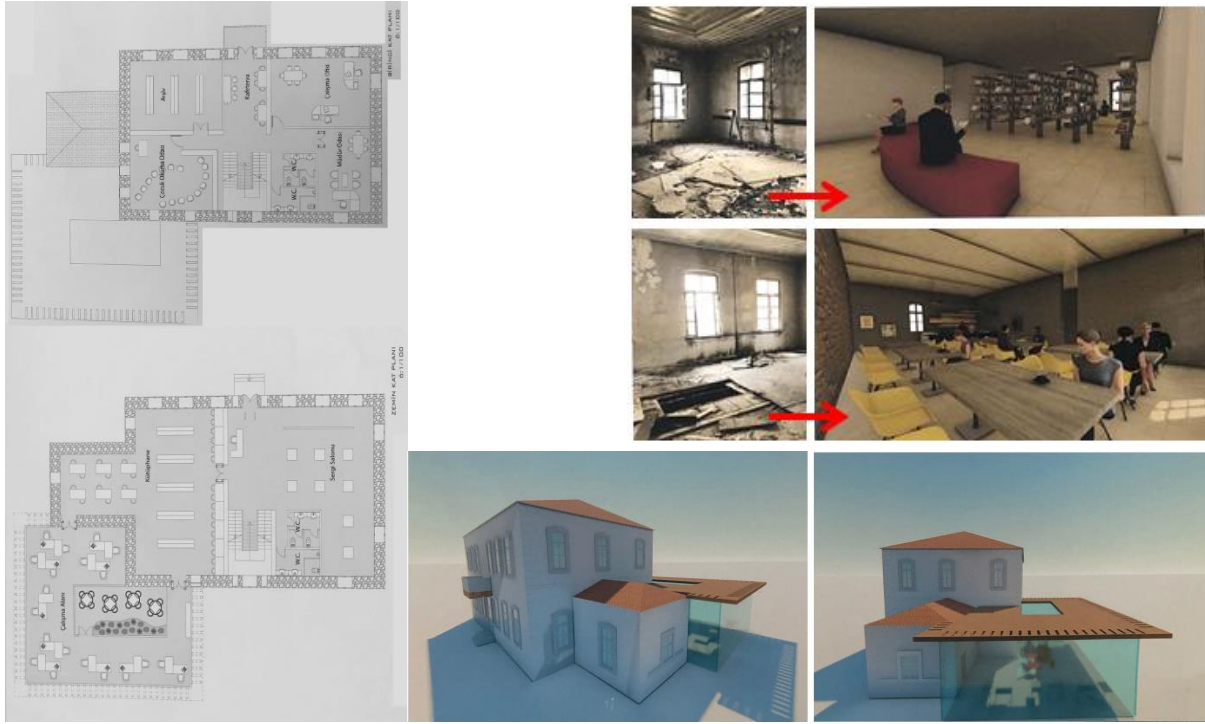 BİRİNCİ KAT PLANI
Ö:1/100
Arşiv
Kafeterya
Çalışma Ofisi
Çocuk Okuma Odası
W.C.
W.C.
Müdür Odası
ZEMİN KAT PLANI
Ö:1/100
Kütüphane
Sergi Salonu
W.C.
W.C.
Çalışma Alanı